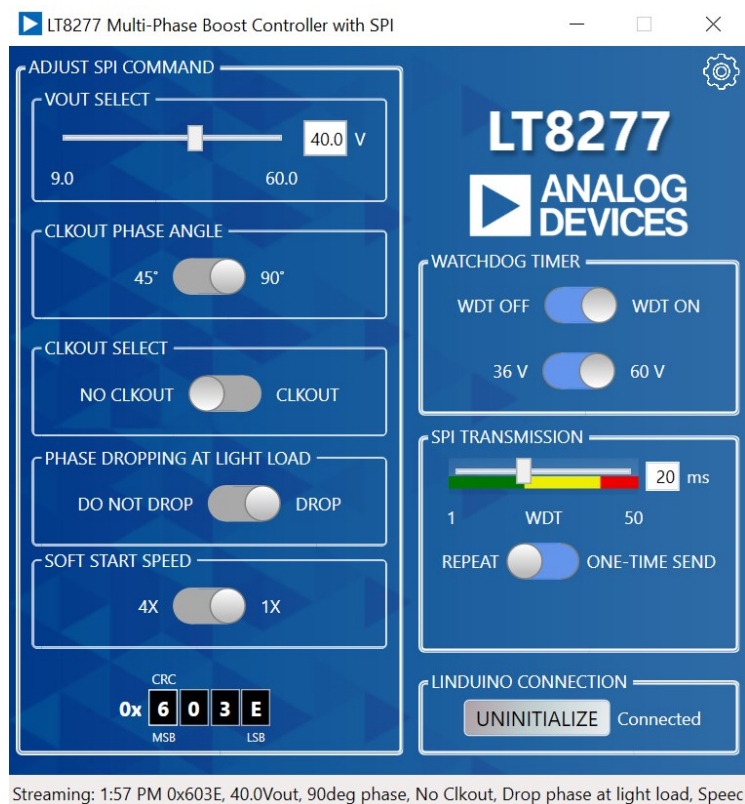 LT8277 Multi-Phase Boost Controller with SPI
ADJUST SPI COMMAND
VOUT SELECT
40.0 V
9.0 60.0
CLKOUT PHASE ANGLE
45° 90°
CLKOUT SELECT
NO CLKOUT CLKOUT
PHASE DROPPING AT LIGHT LOAD
DO NOT DROP DROP
SOFT START SPEED
4X 1X
CRC
0x 6 0 3 E
MSB LSB
LT8277
ANALOG
DEVICES
WATCHDOG TIMER
WDT OFF WDT ON
36 V 60 V
SPI TRANSMISSION
20 ms
1 WDT 50
REPEAT ONE-TIME SEND
LINDUINO CONNECTION
UNINITIALIZE Connected
Streaming: 1:57 PM 0x603E, 40.0Vout, 90deg phase, No Clkout, Drop phase at light load, Speec